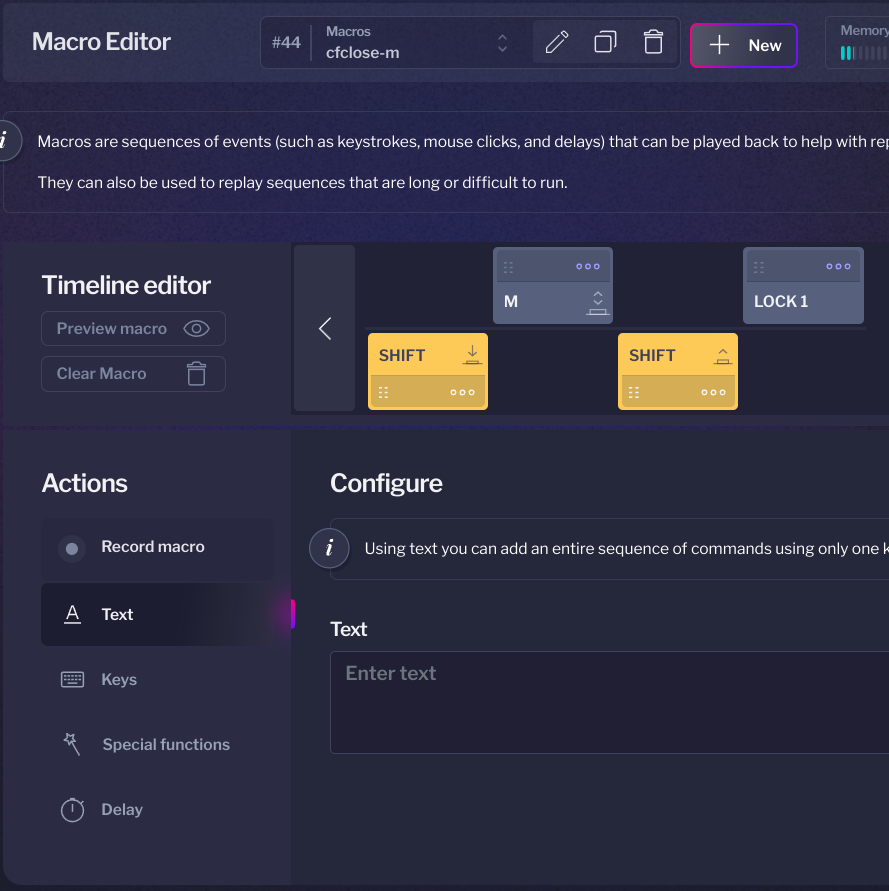 Macro Editor
#44
Macros
cfclose-m
New
Memory
i
Macros are sequences of events (such as keystrokes, mouse clicks, and delays) that can be played back to help with rep
They can also be used to replay sequences that are long or difficult to run.
Timeline editor
Preview macro
Clear Macro
M
LOCK 1
SHIFT
SHIFT
Actions
Record macro
Text
Keys
Special functions
Delay
Configure
i
Using text you can add an entire sequence of commands using only one k
Text
Enter text